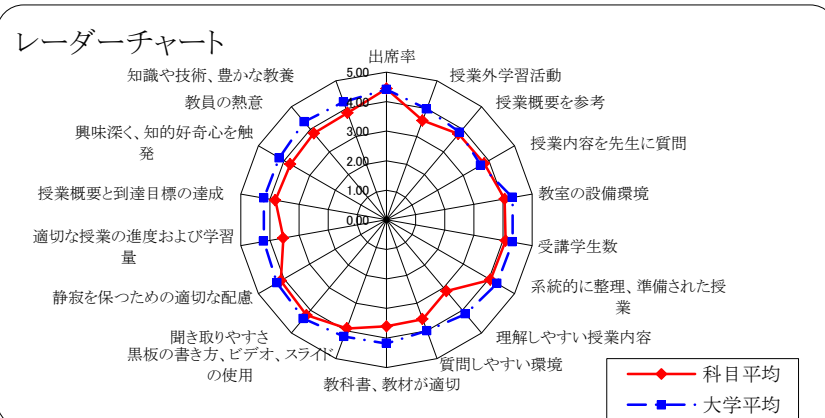 レーダーチャート
出席率
授業外学習活動
授業概要を参考
授業内容を先生に質問
教室の設備環境
受講学生数
系統的に整理、準備された授
業
理解しやすい授業内容
質問しやすい環境
教科書、教材が適切
黒板の書き方、ビデオ、スライド
の使用
聞き取りやすさ
静寂を保つための適切な配慮
適切な授業の進度および学習
量
授業概要と到達目標の達成
興味深く、知的好奇心を触
発
教員の熱意
知識や技術、豊かな教養
5.00
4.00
3.00
2.00
1.00
0.00
科目平均
大学平均